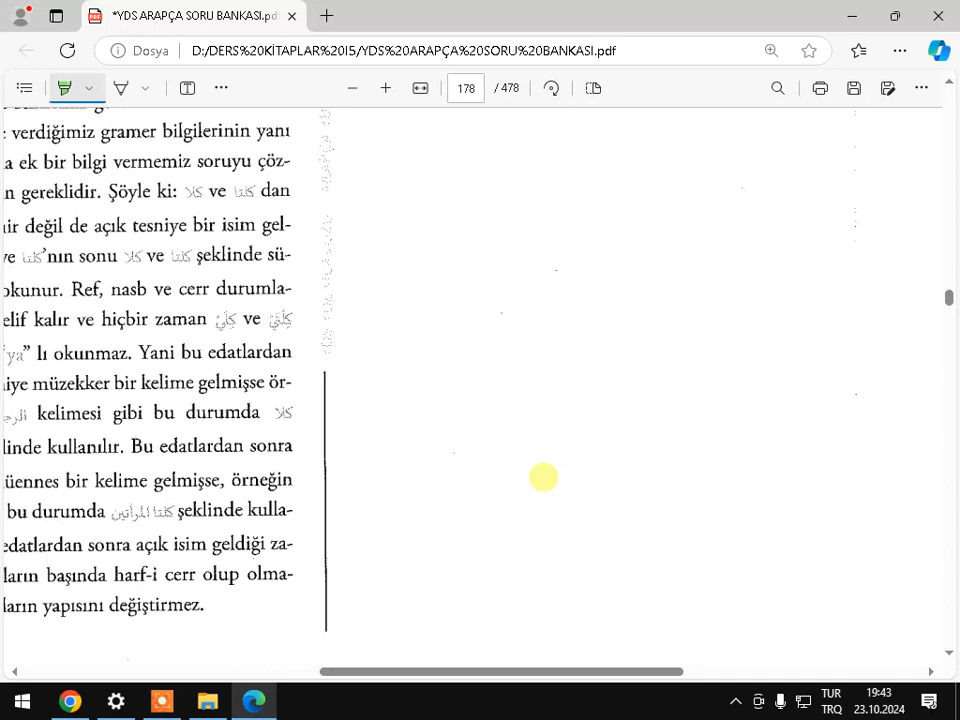 *YDS ARAPÇA SORU BANKASI.pd
Dosya D:/DERS%20KİTAPLAR%20I5/YDS%20ARAPÇA%20SORU%20BANKASI.pdf
178 / 478
verdiğimiz gramer bilgilerinin yanı
a ek bir bilgi vermemiz soruyu çöz-
n gereklidir. Şöyle ki: كلا ve كلتا dan
nir değil de açık tesniye bir isim gel-
ve كلتا’nın sonu كلا ve كلتا şeklinde sü-
okunur. Ref, nasb ve cerr durumla-
elif kalır ve hiçbir zaman كِلَيْ ve كِلْتَيْ
“ya” lı okunmaz. Yani bu edatlardan
niye müzekker bir kelime gelmişse ör-
kelimesi gibi bu durumda كلا
linde kullanılır. Bu edatlardan sonra
üennes bir kelime gelmişse, örneğin
bu durumda كلتا المرأتين şeklinde kulla-
edatlardan sonra açık isim geldiği za-
ların başında harf-i cerr olup olma-
ların yapısını değiştirmez.
TUR
TRQ
19:43
23.10.2024